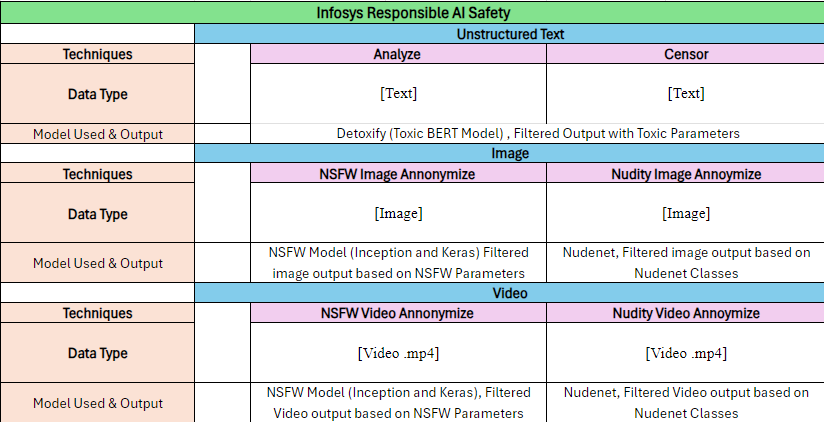 Infosys Responsible AI Safety
Unstructured Text
Techniques Analyze Censor
Data Type [Text] [Text]
Model Used & Output Detoxify (Toxic BERT Model) , Filtered Output with Toxic Parameters
Image
Techniques NSFW Image Annonymize Nudity Image Annoymize
Data Type [Image] [Image]
Model Used & Output
NSFW Model (Inception and Keras) Filtered
image output based on NSFW Parameters
Nudenet, Filtered image output based on
Nudenet Classes
Video
Techniques NSFW Video Annonymize Nudity Video Annoymize
Data Type [Video .mp4] [Video .mp4]
Model Used & Output
NSFW Model (Inception and Keras), Filtered
Video output based on NSFW Parameters
Nudenet, Filtered Video output based on
Nudenet Classes